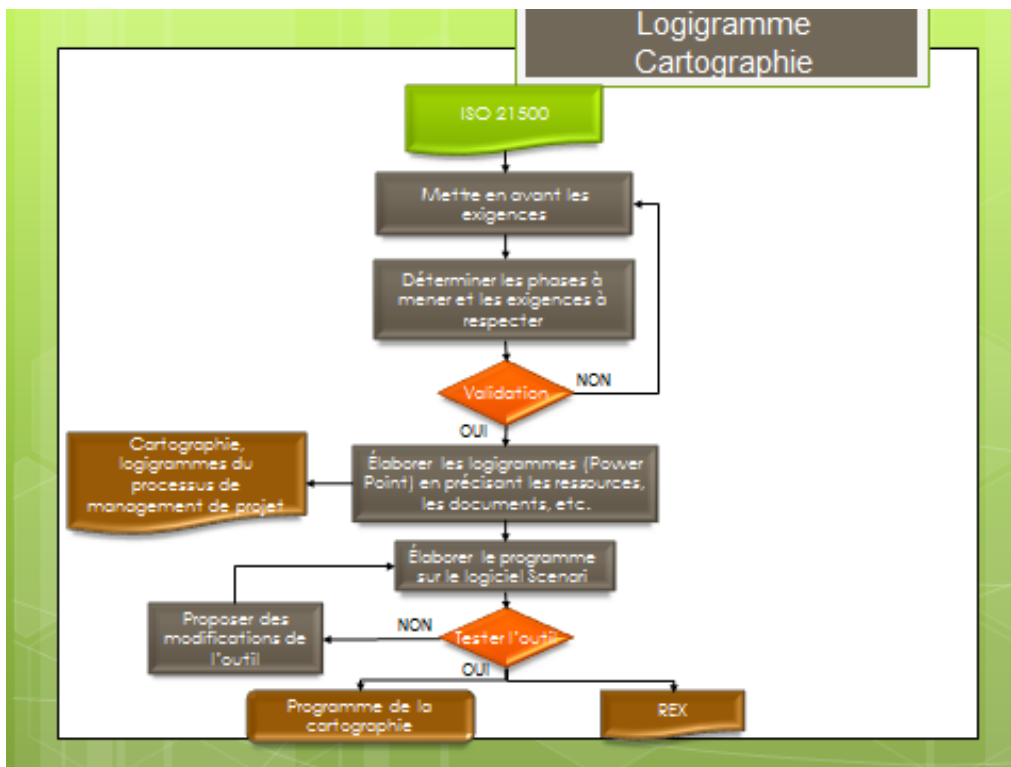 Logigramme
Cartographie
ISO 21500
Mettre en avant les
exigences
Déterminer les phases à
mener et les exigences à
respecter
Validation
NON
OUI
Cartographie,
logigrammes du
processus de
management de projet
Élaborer les logigrammes (Power
Point) en précisant les ressources,
les documents, etc.
Élaborer le programme
sur le logiciel Scenari
Proposer des
modifications de
l'outil
NON
Tester l'outil
OUI
Programme de la
cartographie
REX